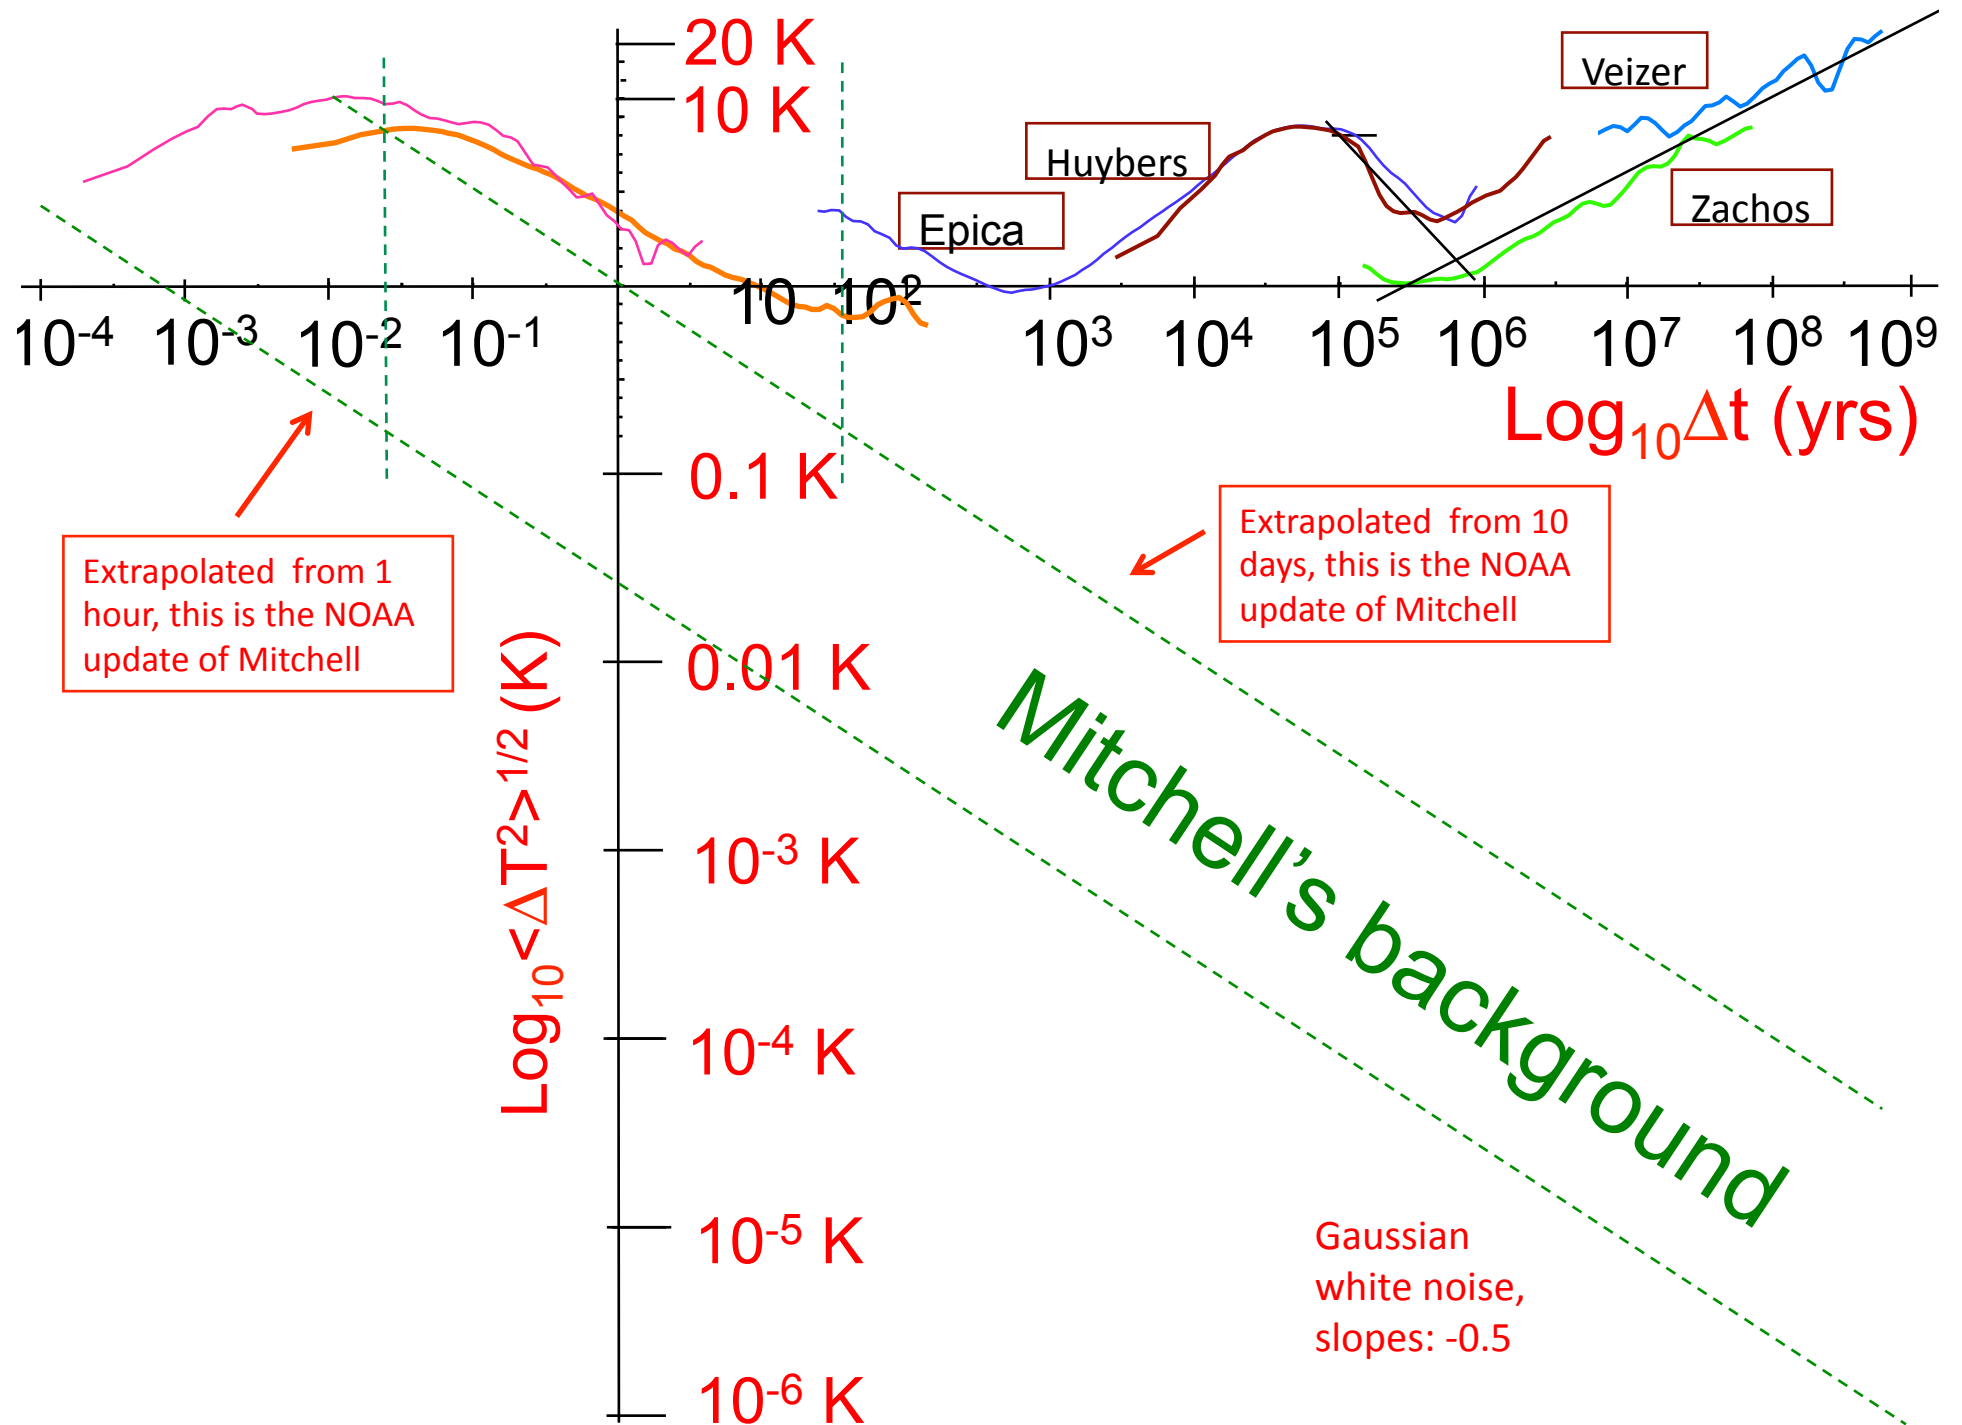 20 K
10 K
Veizer
Huybers
Zachos
Epica
10 10²
10⁻⁴ 10⁻³ 10⁻² 10⁻¹ 10³ 10⁴ 10⁵ 10⁶ 10⁷ 10⁸ 10⁹
Log₁₀Δt (yrs)
0.1 K
Extrapolated from 1
hour, this is the NOAA
update of Mitchell
Extrapolated from 10
days, this is the NOAA
update of Mitchell
0.01 K
Log₁₀<ΔT²>¹ᐟ² (K)
10⁻³ K
Mitchell’s background
10⁻⁴ K
10⁻⁵ K
Gaussian
white noise,
slopes: -0.5
10⁻⁶ K